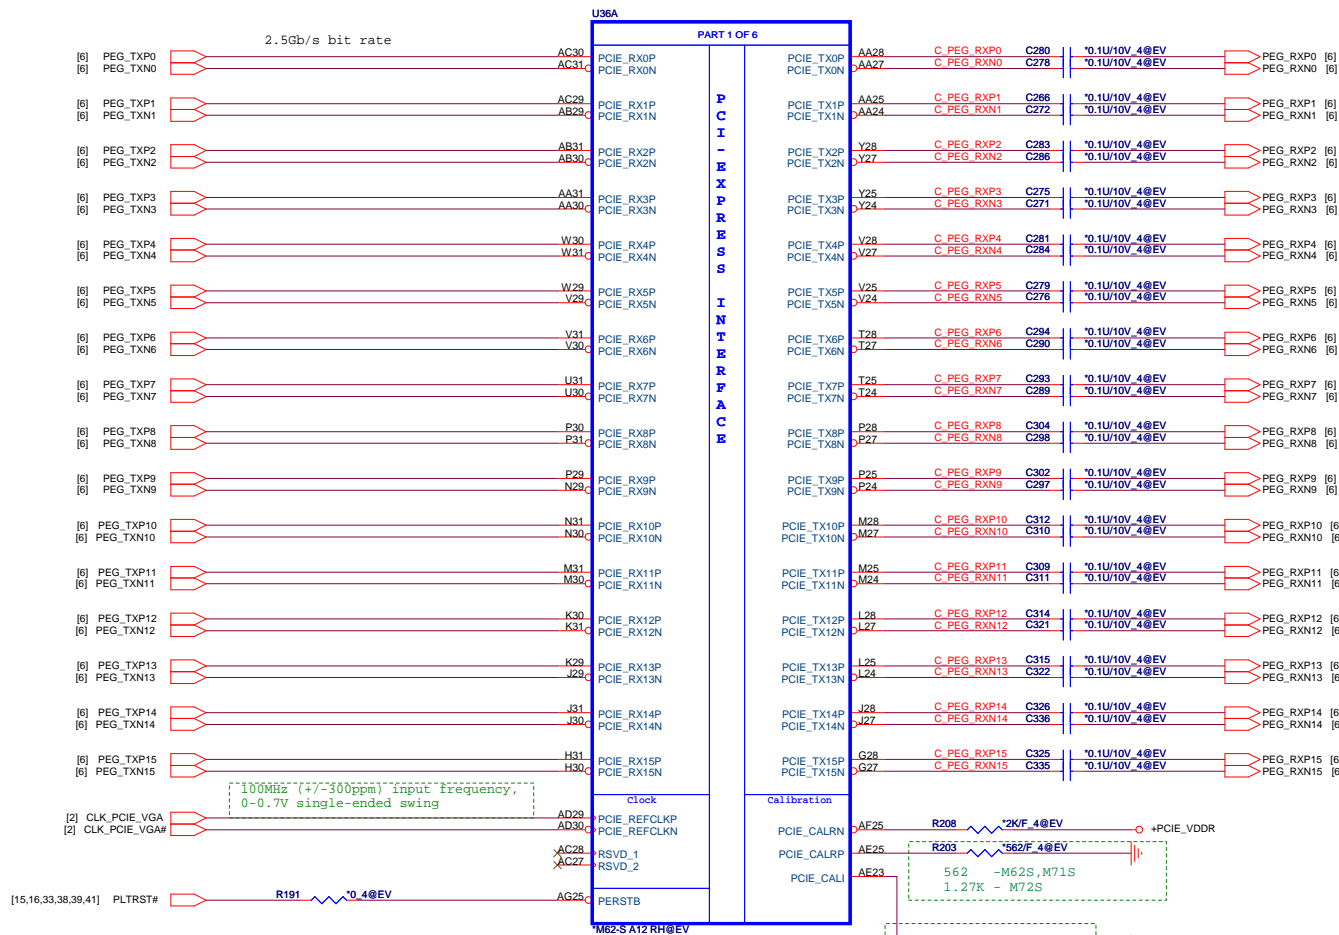 U36A
PART 1 OF 6
2.5Gb/s bit rate
[6] PEG_TXP0 AC30 PCIE_RX0P PCIE_TX0P AA28 C_PEG_RXP0 C280 *0.1U/10V_4@EV PEG_RXP0 [6]
[6] PEG_TXN0 AC31 PCIE_RX0N PCIE_TX0N AA27 C_PEG_RXN0 C278 *0.1U/10V_4@EV PEG_RXN0 [6]
[6] PEG_TXP1 AC29 PCIE_RX1P PCIE_TX1P AA25 C_PEG_RXP1 C266 *0.1U/10V_4@EV PEG_RXP1 [6]
[6] PEG_TXN1 AB29 PCIE_RX1N PCIE_TX1N AA24 C_PEG_RXN1 C272 *0.1U/10V_4@EV PEG_RXN1 [6]
[6] PEG_TXP2 AB31 PCIE_RX2P PCIE_TX2P Y28 C_PEG_RXP2 C283 *0.1U/10V_4@EV PEG_RXP2 [6]
[6] PEG_TXN2 AB30 PCIE_RX2N PCIE_TX2N Y27 C_PEG_RXN2 C286 *0.1U/10V_4@EV PEG_RXN2 [6]
[6] PEG_TXP3 AA31 PCIE_RX3P PCIE_TX3P Y25 C_PEG_RXP3 C275 *0.1U/10V_4@EV PEG_RXP3 [6]
[6] PEG_TXN3 AA30 PCIE_RX3N PCIE_TX3N Y24 C_PEG_RXN3 C271 *0.1U/10V_4@EV PEG_RXN3 [6]
[6] PEG_TXP4 W30 PCIE_RX4P PCIE_TX4P V28 C_PEG_RXP4 C281 *0.1U/10V_4@EV PEG_RXP4 [6]
[6] PEG_TXN4 W31 PCIE_RX4N PCIE_TX4N V27 C_PEG_RXN4 C284 *0.1U/10V_4@EV PEG_RXN4 [6]
[6] PEG_TXP5 W29 PCIE_RX5P PCIE_TX5P V25 C_PEG_RXP5 C279 *0.1U/10V_4@EV PEG_RXP5 [6]
[6] PEG_TXN5 V29 PCIE_RX5N PCIE_TX5N V24 C_PEG_RXN5 C276 *0.1U/10V_4@EV PEG_RXN5 [6]
[6] PEG_TXP6 V31 PCIE_RX6P PCIE_TX6P T28 C_PEG_RXP6 C294 *0.1U/10V_4@EV PEG_RXP6 [6]
[6] PEG_TXN6 V30 PCIE_RX6N PCIE_TX6N T27 C_PEG_RXN6 C290 *0.1U/10V_4@EV PEG_RXN6 [6]
[6] PEG_TXP7 U31 PCIE_RX7P PCIE_TX7P T25 C_PEG_RXP7 C293 *0.1U/10V_4@EV PEG_RXP7 [6]
[6] PEG_TXN7 U30 PCIE_RX7N PCIE_TX7N T24 C_PEG_RXN7 C289 *0.1U/10V_4@EV PEG_RXN7 [6]
[6] PEG_TXP8 P30 PCIE_RX8P PCIE_TX8P P28 C_PEG_RXP8 C304 *0.1U/10V_4@EV PEG_RXP8 [6]
[6] PEG_TXN8 P31 PCIE_RX8N PCIE_TX8N P27 C_PEG_RXN8 C298 *0.1U/10V_4@EV PEG_RXN8 [6]
[6] PEG_TXP9 P29 PCIE_RX9P PCIE_TX9P P25 C_PEG_RXP9 C302 *0.1U/10V_4@EV PEG_RXP9 [6]
[6] PEG_TXN9 N29 PCIE_RX9N PCIE_TX9N P24 C_PEG_RXN9 C297 *0.1U/10V_4@EV PEG_RXN9 [6]
[6] PEG_TXP10 N31 PCIE_RX10P PCIE_TX10P M28 C_PEG_RXP10 C312 *0.1U/10V_4@EV PEG_RXP10 [6
[6] PEG_TXN10 N30 PCIE_RX10N PCIE_TX10N M27 C_PEG_RXN10 C310 *0.1U/10V_4@EV PEG_RXN10 [6
[6] PEG_TXP11 M31 PCIE_RX11P PCIE_TX11P M25 C_PEG_RXP11 C309 *0.1U/10V_4@EV PEG_RXP11 [6
[6] PEG_TXN11 M30 PCIE_RX11N PCIE_TX11N M24 C_PEG_RXN11 C311 *0.1U/10V_4@EV PEG_RXN11 [6
[6] PEG_TXP12 K30 PCIE_RX12P PCIE_TX12P L28 C_PEG_RXP12 C314 *0.1U/10V_4@EV PEG_RXP12 [6
[6] PEG_TXN12 K31 PCIE_RX12N PCIE_TX12N L27 C_PEG_RXN12 C321 *0.1U/10V_4@EV PEG_RXN12 [6
[6] PEG_TXP13 K29 PCIE_RX13P PCIE_TX13P L25 C_PEG_RXP13 C315 *0.1U/10V_4@EV PEG_RXP13 [6
[6] PEG_TXN13 J29 PCIE_RX13N PCIE_TX13N L24 C_PEG_RXN13 C322 *0.1U/10V_4@EV PEG_RXN13 [6
[6] PEG_TXP14 J31 PCIE_RX14P PCIE_TX14P J28 C_PEG_RXP14 C326 *0.1U/10V_4@EV PEG_RXP14 [6
[6] PEG_TXN14 J30 PCIE_RX14N PCIE_TX14N J27 C_PEG_RXN14 C336 *0.1U/10V_4@EV PEG_RXN14 [6
[6] PEG_TXP15 H31 PCIE_RX15P PCIE_TX15P G28 C_PEG_RXP15 C325 *0.1U/10V_4@EV PEG_RXP15 [6
[6] PEG_TXN15 H30 PCIE_RX15N PCIE_TX15N G27 C_PEG_RXN15 C335 *0.1U/10V_4@EV PEG_RXN15 [6
PCI-EXPRESS INTERFACE
100MHz (+/-300ppm) input frequency,
0-0.7V single-ended swing
Clock Calibration
[2] CLK_PCIE_VGA AD29 PCIE_REFCLKP
[2] CLK_PCIE_VGA# AD30 PCIE_REFCLKN PCIE_CALRN AF25 R208 *2K/F_4@EV +PCIE_VDDR
AC28 RSVD_1 PCIE_CALRP AE25 R203 *562/F_4@EV
AC27 RSVD_2
PCIE_CALI AE23
562 -M62S,M71S
1.27K - M72S
[15,16,33,38,39,41] PLTRST# R191 *0_4@EV AG25 PERSTB
*M62-S A12 RH@EV